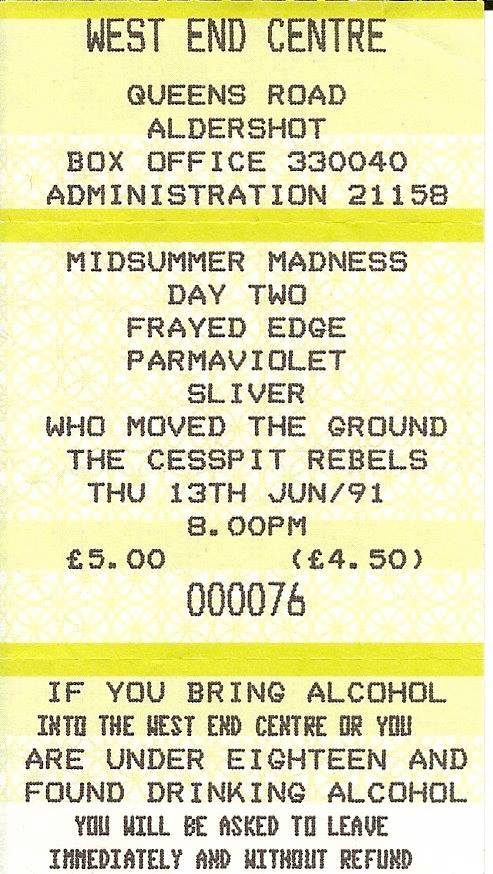 WEST END CENTRE
QUEENS ROAD
ALDERSHOT
BOX OFFICE 330040
ADMINISTRATION 21158
MIDSUMMER MADNESS
DAY TWO
FRAYED EDGE
PARMAVIOLET
SLIVER
WHO MOVED THE GROUND
THE CESSPIT REBELS
THU 13TH JUN/91
8.00PM
£5.00 (£4.50)
000076
IF YOU BRING ALCOHOL
INTO THE WEST END CENTRE OR YOU
ARE UNDER EIGHTEEN AND
FOUND DRINKING ALCOHOL
YOU WILL BE ASKED TO LEAVE
IMMEDIATELY AND WITHOUT REFUND